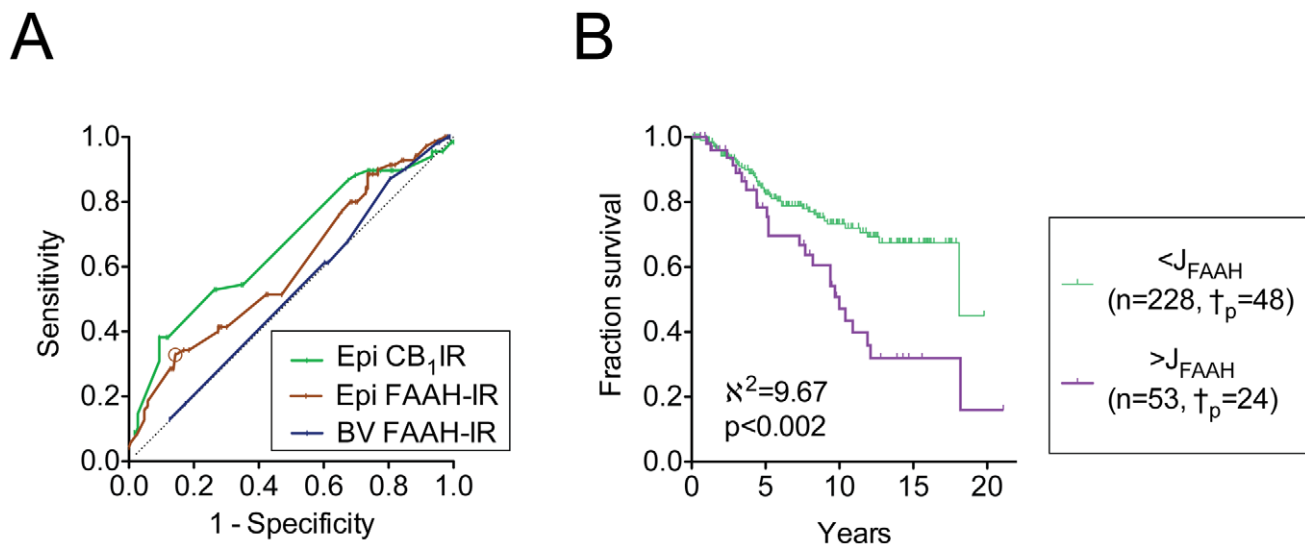 A
Sensitivity
1.0
0.8
0.6
0.4
0.2
0.0
0.0 0.2 0.4 0.6 0.8 1.0
1 - Specificity
Epi CB₁IR
Epi FAAH-IR
BV FAAH-IR
B
Fraction survival
1.0
0.8
0.6
0.4
0.2
0.0
0 5 10 15 20
Years
ℵ²=9.67
p<0.002
<J_FAAH
(n=228, †ₚ=48)
>J_FAAH
(n=53, †ₚ=24)